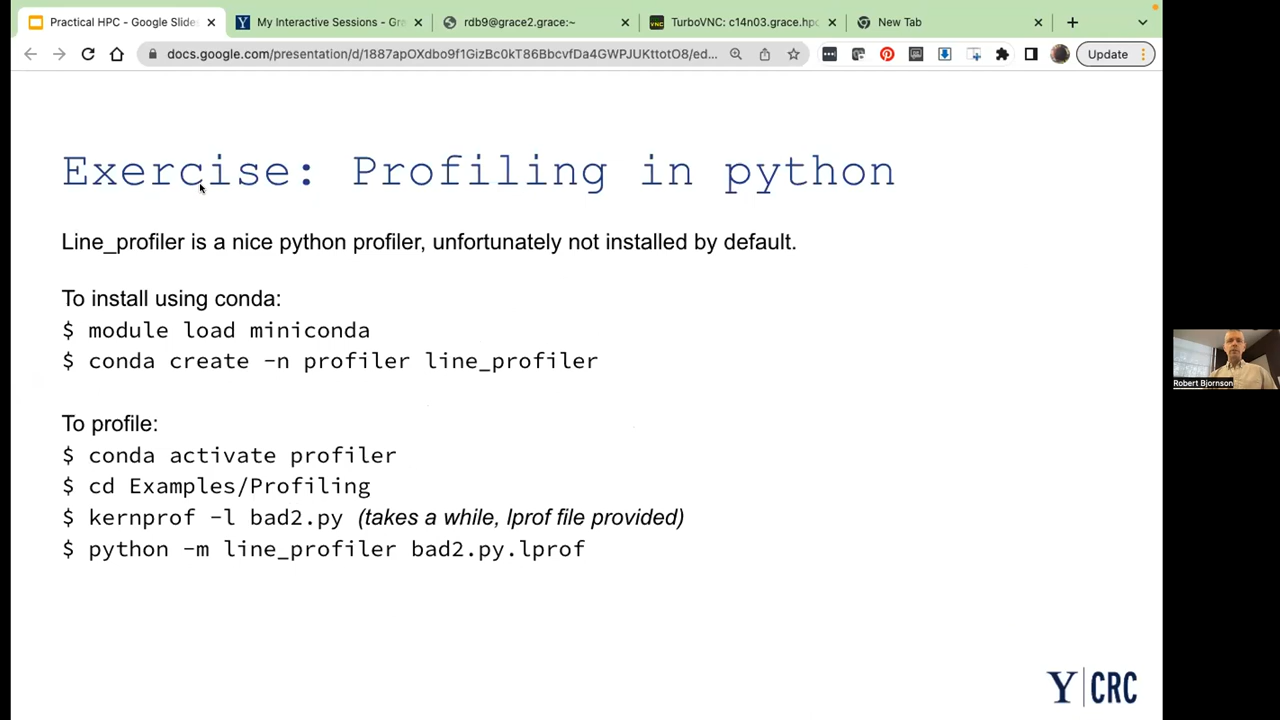 Practical HPC - Google Slide
My Interactive Sessions - Gr
rdb9@grace2.grace:~
VNC
TurboVNC: c14n03.grace.hpc
New Tab
docs.google.com/presentation/d/1887apOXdbo9f1GizBc0kT86BbcvfDa4GWPJUKttotO8/ed...
Update
Exercise: Profiling in python
Line_profiler is a nice python profiler, unfortunately not installed by default.
To install using conda:
$ module load miniconda
$ conda create -n profiler line_profiler
To profile:
$ conda activate profiler
$ cd Examples/Profiling
$ kernprof -l bad2.py (takes a while, lprof file provided)
$ python -m line_profiler bad2.py.lprof
Robert Bjornson
Y CRC